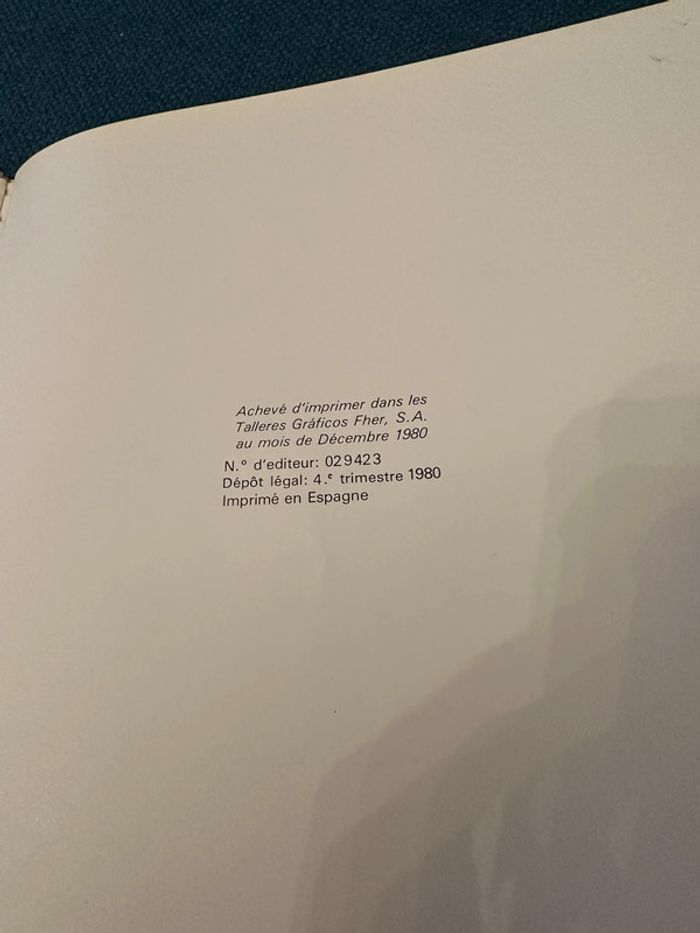 Achevé d'imprimer dans les
Talleres Gráficos Fher, S.A.
au mois de Décembre 1980
N.º d'editeur: 029423
Dépôt légal: 4.ᵉ trimestre 1980
Imprimé en Espagne